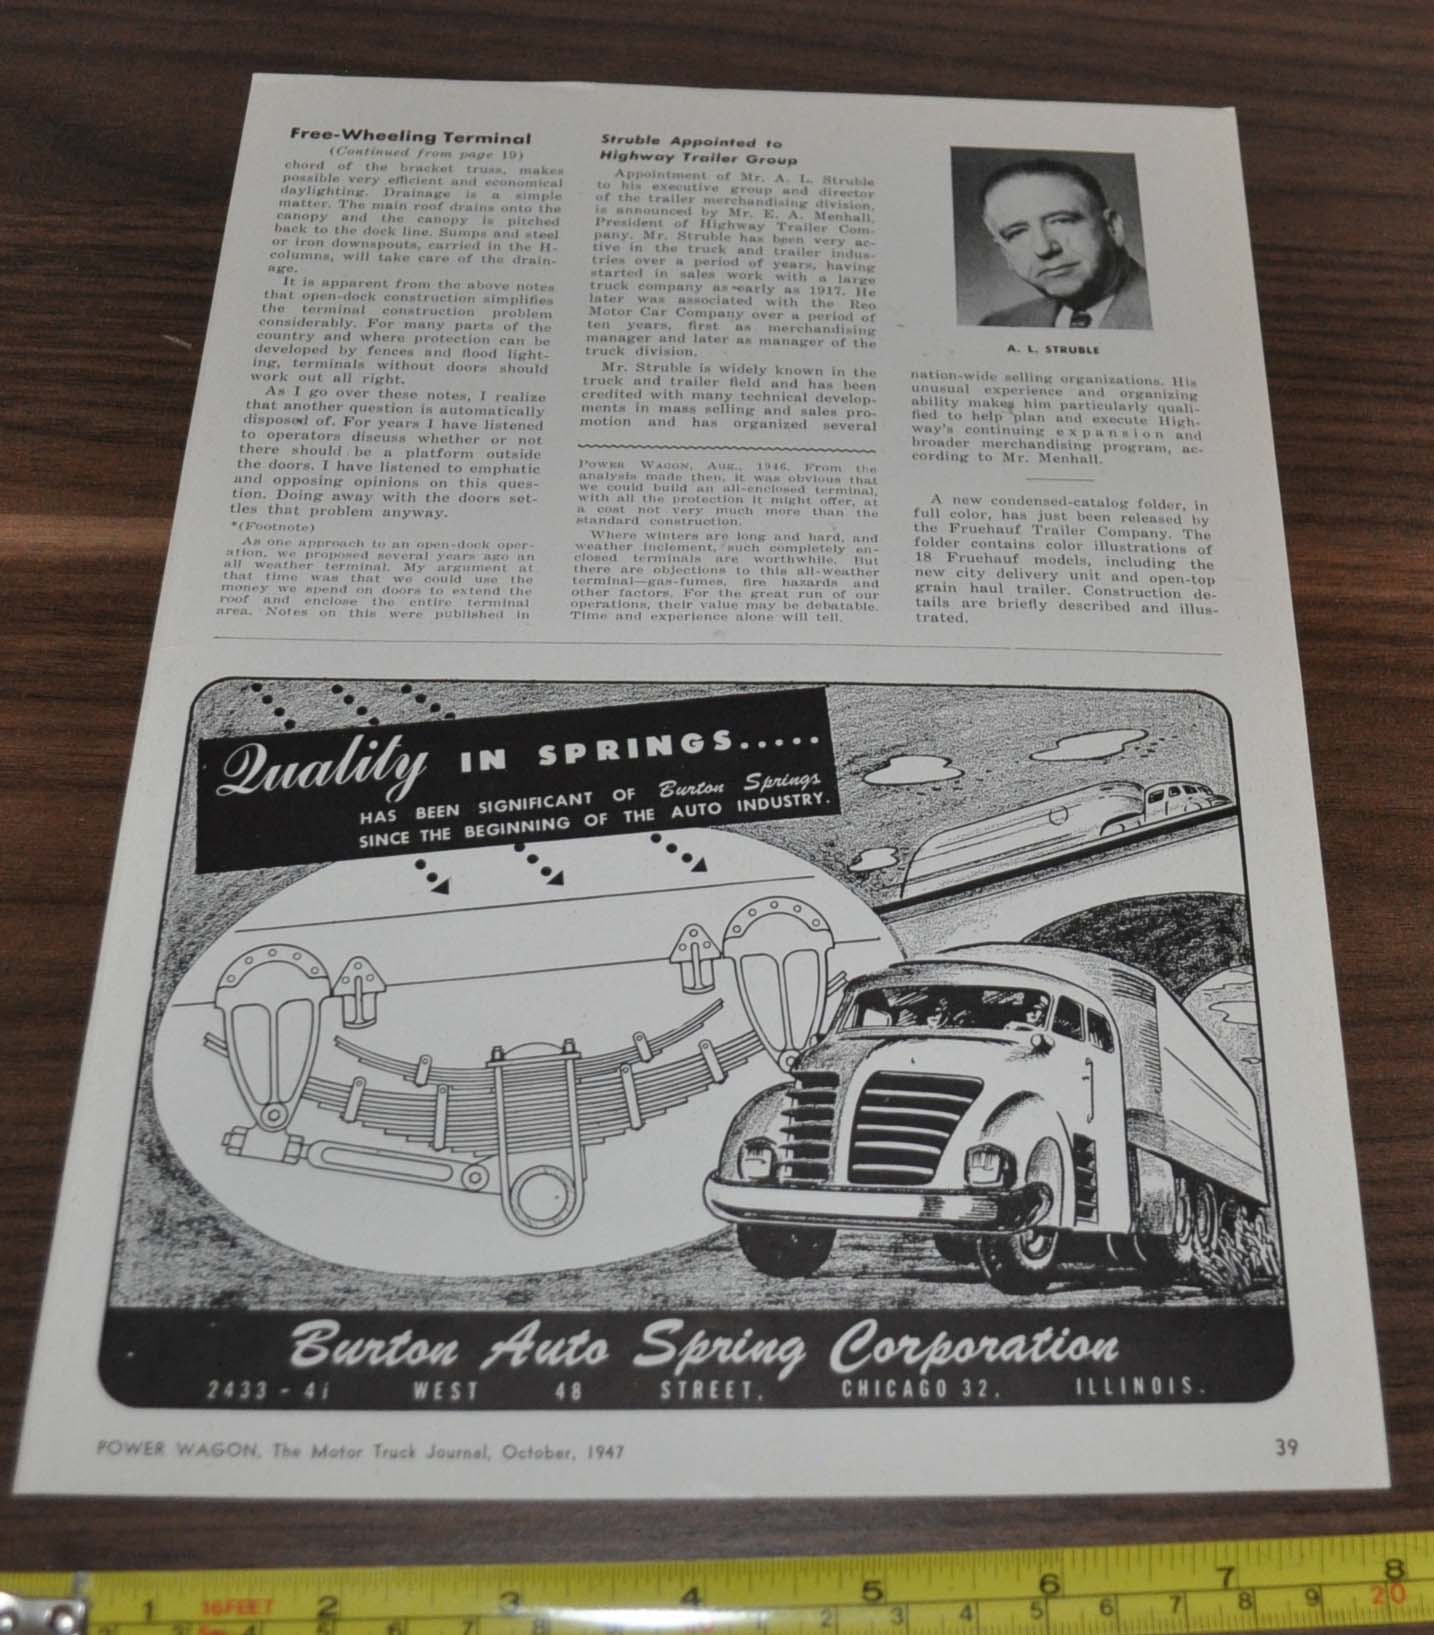 Free-Wheeling Terminal
(Continued from page 19)
chord of the bracket truss, makes
possible very efficient and economical
daylighting. Drainage is a simple
matter. The main roof drains onto the
canopy and the canopy is pitched
back to the dock line. Sumps and steel
or iron downspouts, carried in the H-
columns, will take care of the drain-
age.
It is apparent from the above notes
that open-dock construction simplifies
the terminal construction problem
considerably. For many parts of the
country and where protection can be
developed by fences and flood light-
ing, terminals without doors should
work out all right.
As I go over these notes, I realize
that another question is automatically
disposed of. For years I have listened
to operators discuss whether or not
there should be a platform outside
the doors. I have listened to emphatic
and opposing opinions on this ques-
tion. Doing away with the doors set-
tles that problem anyway.
*(Footnote)
As one approach to an open-dock oper-
ation, we proposed several years ago an
all weather terminal. My argument at
that time was that we could use the
money we spend on doors to extend the
roof and enclose the entire terminal
area. Notes on this were published in
Struble Appointed to
Highway Trailer Group
Appointment of Mr. A. L. Struble
to his executive group and director
of the trailer merchandising division,
is announced by Mr. E. A. Menhall,
President of Highway Trailer Com-
pany. Mr. Struble has been very ac-
tive in the truck and trailer indus-
tries over a period of years, having
started in sales work with a large
truck company as early as 1917. He
later was associated with the Reo
Motor Car Company over a period of
ten years, first as merchandising
manager and later as manager of the
truck division.
Mr. Struble is widely known in the
truck and trailer field and has been
credited with many technical develop-
ments in mass selling and sales pro-
motion and has organized several
POWER WAGON, Aug., 1946. From the
analysis made then, it was obvious that
we could build an all-enclosed terminal,
with all the protection it might offer, at
a cost not very much more than the
standard construction.
Where winters are long and hard, and
weather inclement, such completely en-
closed terminals are worthwhile. But
there are objections to this all-weather
terminal—gas-fumes, fire hazards and
other factors. For the great run of our
operations, their value may be debatable.
Time and experience alone will tell.
A. L. STRUBLE
nation-wide selling organizations. His
unusual experience and organizing
ability makes him particularly quali-
fied to help plan and execute High-
way's continuing expansion and
broader merchandising program, ac-
cording to Mr. Menhall.
A new condensed-catalog folder, in
full color, has just been released by
the Fruehauf Trailer Company. The
folder contains color illustrations of
18 Fruehauf models, including the
new city delivery unit and open-top
grain haul trailer. Construction de-
tails are briefly described and illus-
trated.
Quality IN SPRINGS.....
HAS BEEN SIGNIFICANT OF Burton Springs
SINCE THE BEGINNING OF THE AUTO INDUSTRY.
Burton Auto Spring Corporation
2433-41 WEST 48 STREET, CHICAGO 32, ILLINOIS.
POWER WAGON, The Motor Truck Journal, October, 1947
39
1 16FEET 2 3 4 5 6 7 8
2 3 4 5 6 7 8 9 20